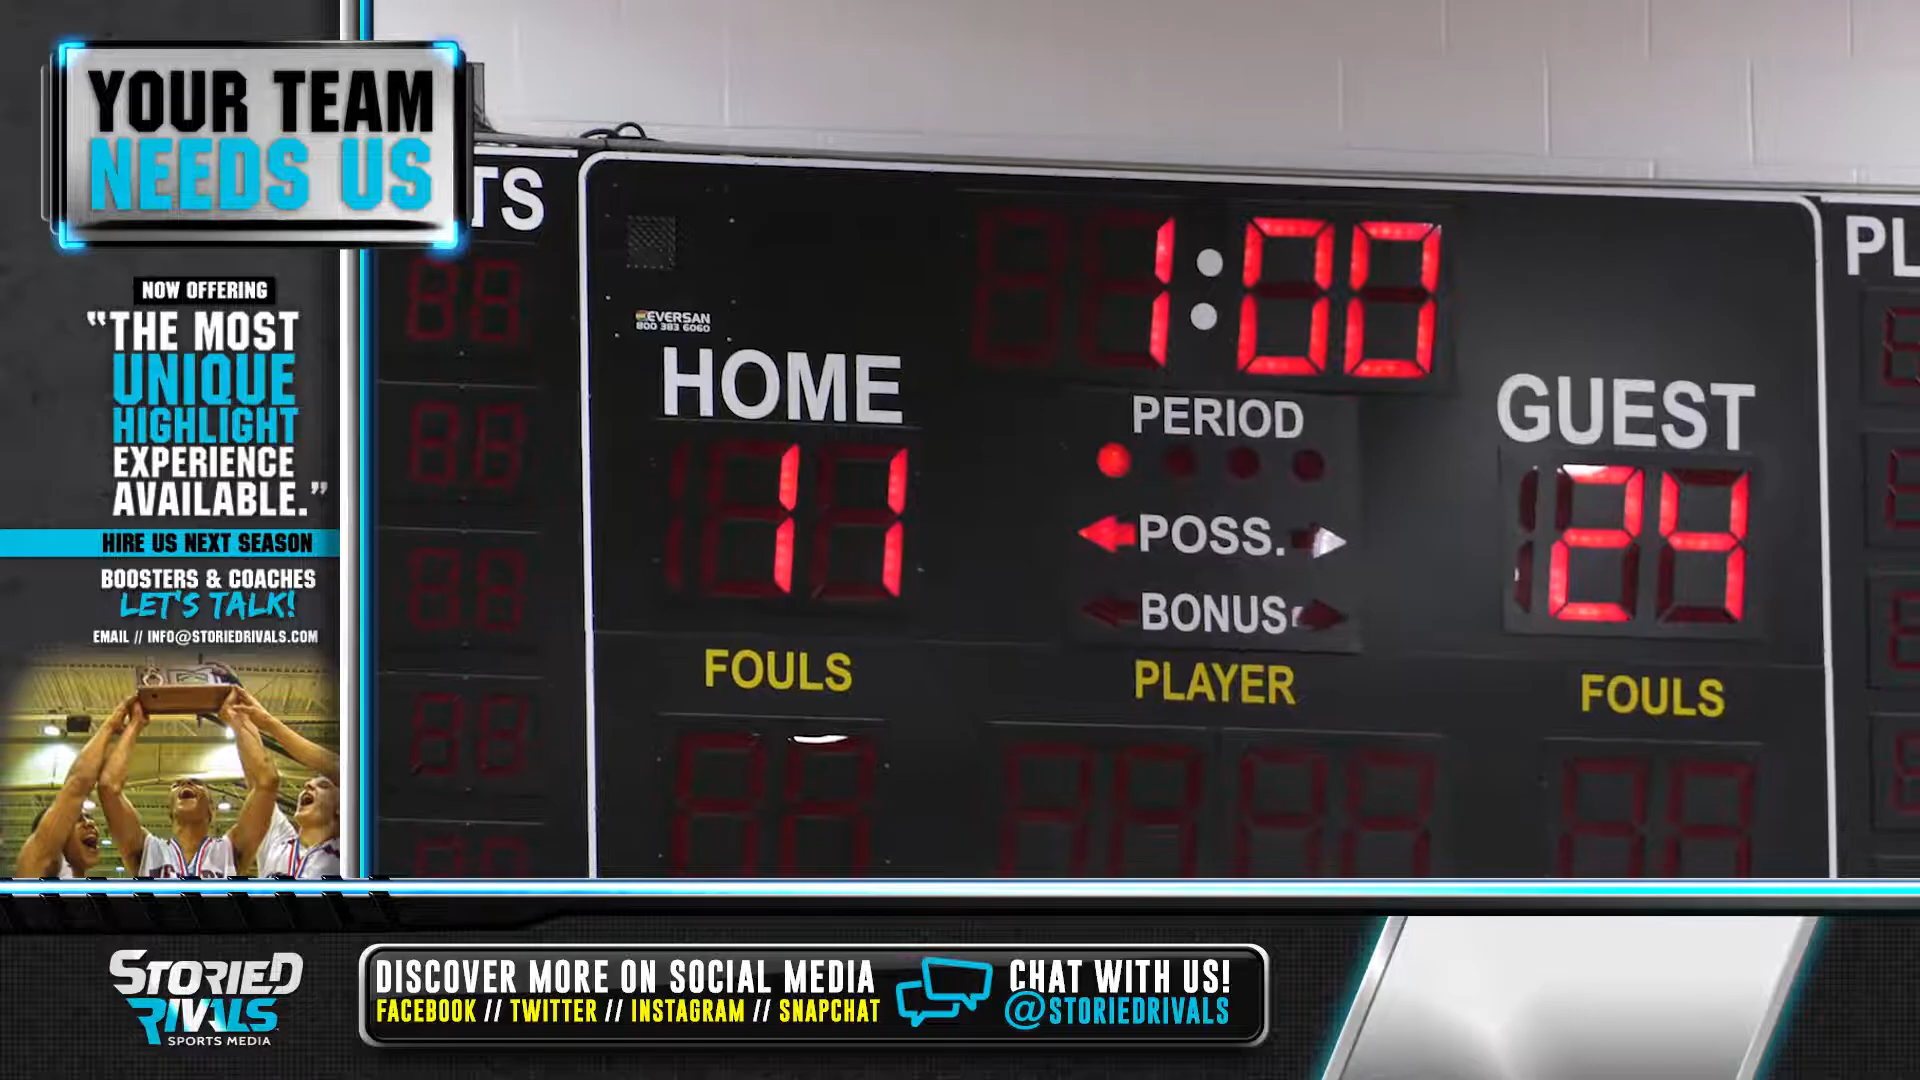 YOUR TEAM
NEEDS US
NOW OFFERING
"THE MOST
UNIQUE
HIGHLIGHT
EXPERIENCE
AVAILABLE."
HIRE US NEXT SEASON
BOOSTERS & COACHES
LET'S TALK!
EMAIL // INFO@STORIEDRIVALS.COM
TS
1:00
PL
EVERSAN
800 383 6060
HOME
PERIOD
GUEST
11
24
POSS.
BONUS
FOULS
PLAYER
FOULS
STORIED
RIVALS
SPORTS MEDIA
DISCOVER MORE ON SOCIAL MEDIA
FACEBOOK // TWITTER // INSTAGRAM // SNAPCHAT
CHAT WITH US!
@STORIEDRIVALS